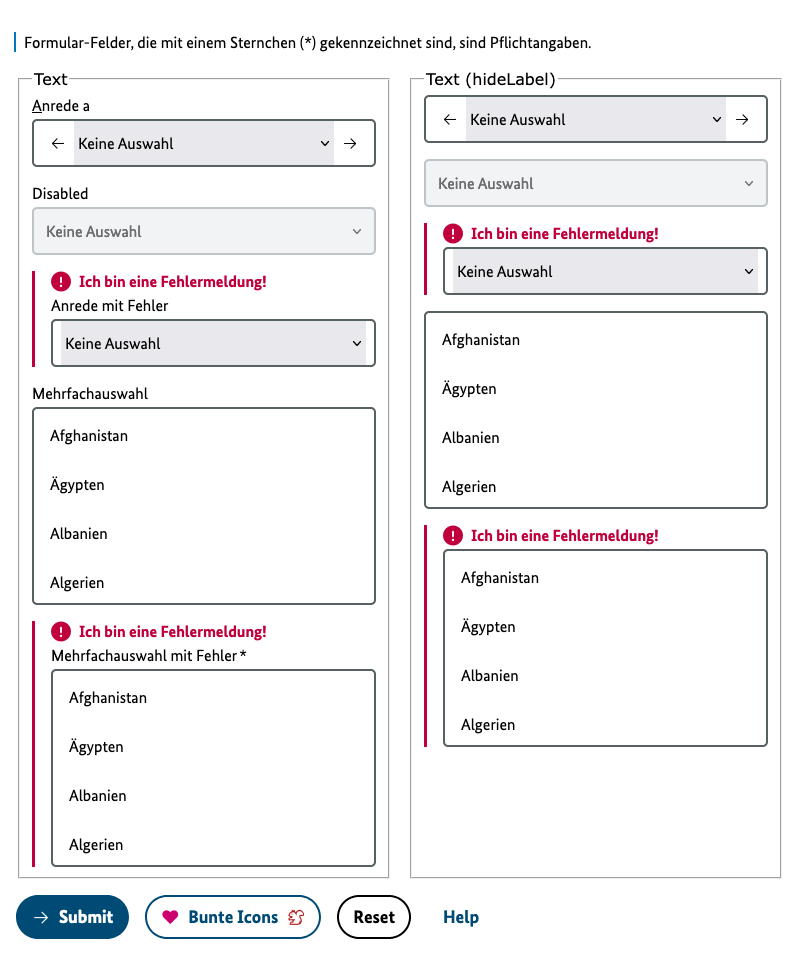 Formular-Felder, die mit einem Sternchen (*) gekennzeichnet sind, sind Pflichtangaben.
Text
Anrede a
Keine Auswahl
Disabled
Keine Auswahl
Ich bin eine Fehlermeldung!
Anrede mit Fehler
Keine Auswahl
Mehrfachauswahl
Afghanistan
Ägypten
Albanien
Algerien
Ich bin eine Fehlermeldung!
Mehrfachauswahl mit Fehler*
Afghanistan
Ägypten
Albanien
Algerien
Text (hideLabel)
Keine Auswahl
Keine Auswahl
Ich bin eine Fehlermeldung!
Keine Auswahl
Afghanistan
Ägypten
Albanien
Algerien
Ich bin eine Fehlermeldung!
Afghanistan
Ägypten
Albanien
Algerien
Submit
Bunte Icons
Reset
Help